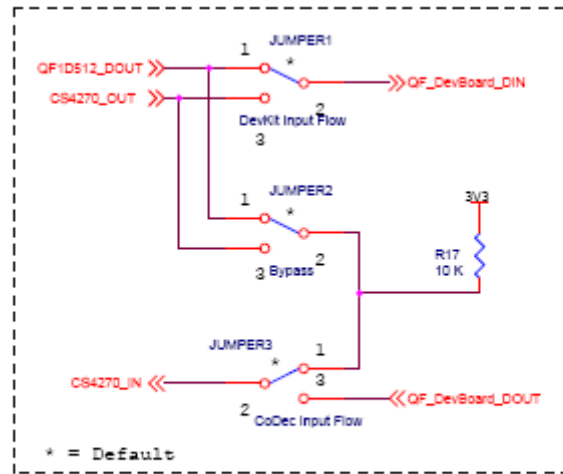 JUMPER1
1
*
QF1D512_DOUT
QF_DevBoard_DIN
CS4270_OUT
2
DevKit Input Flow
3
JUMPER2
1
*
3V3
2
R17
10 K
3
Bypass
JUMPER3
1
*
3
CS4270_IN
QF_DevBoard_DOUT
2
CoDec Input Flow
* = Default